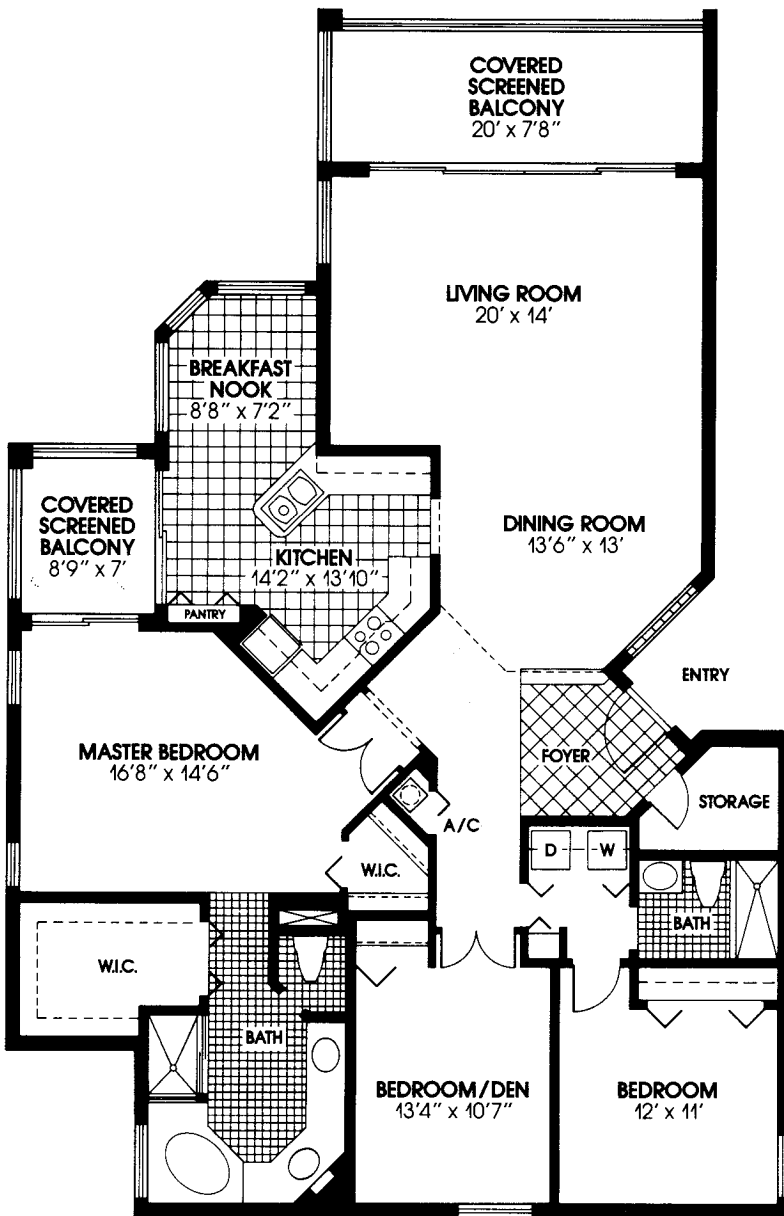 COVERED
SCREENED
BALCONY
20' x 7'8"
LIVING ROOM
20' x 14'
BREAKFAST
NOOK
8'8" x 7'2"
COVERED
SCREENED
BALCONY
8'9" x 7'
DINING ROOM
13'6" x 13'
KITCHEN
14'2" x 13'10"
PANTRY
ENTRY
MASTER BEDROOM
16'8" x 14'6"
FOYER
STORAGE
A/C
D
W
W.I.C.
BATH
W.I.C.
BATH
BEDROOM/DEN
13'4" x 10'7"
BEDROOM
12' x 11'